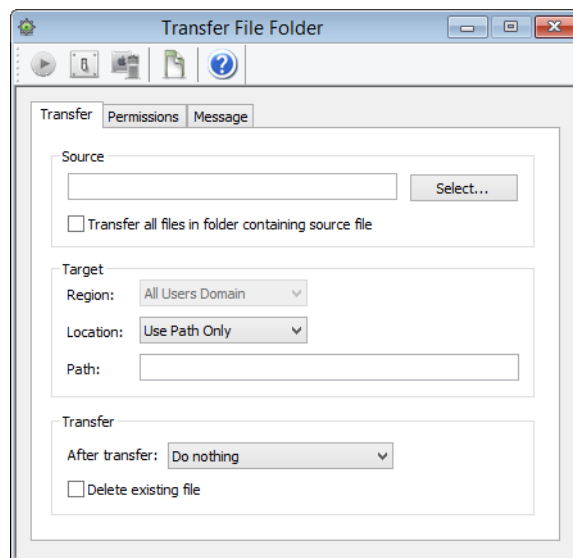 Transfer File Folder
Transfer Permissions Message
Source
Select...
Transfer all files in folder containing source file
Target
Region: All Users Domain
Location: Use Path Only
Path:
Transfer
After transfer: Do nothing
Delete existing file